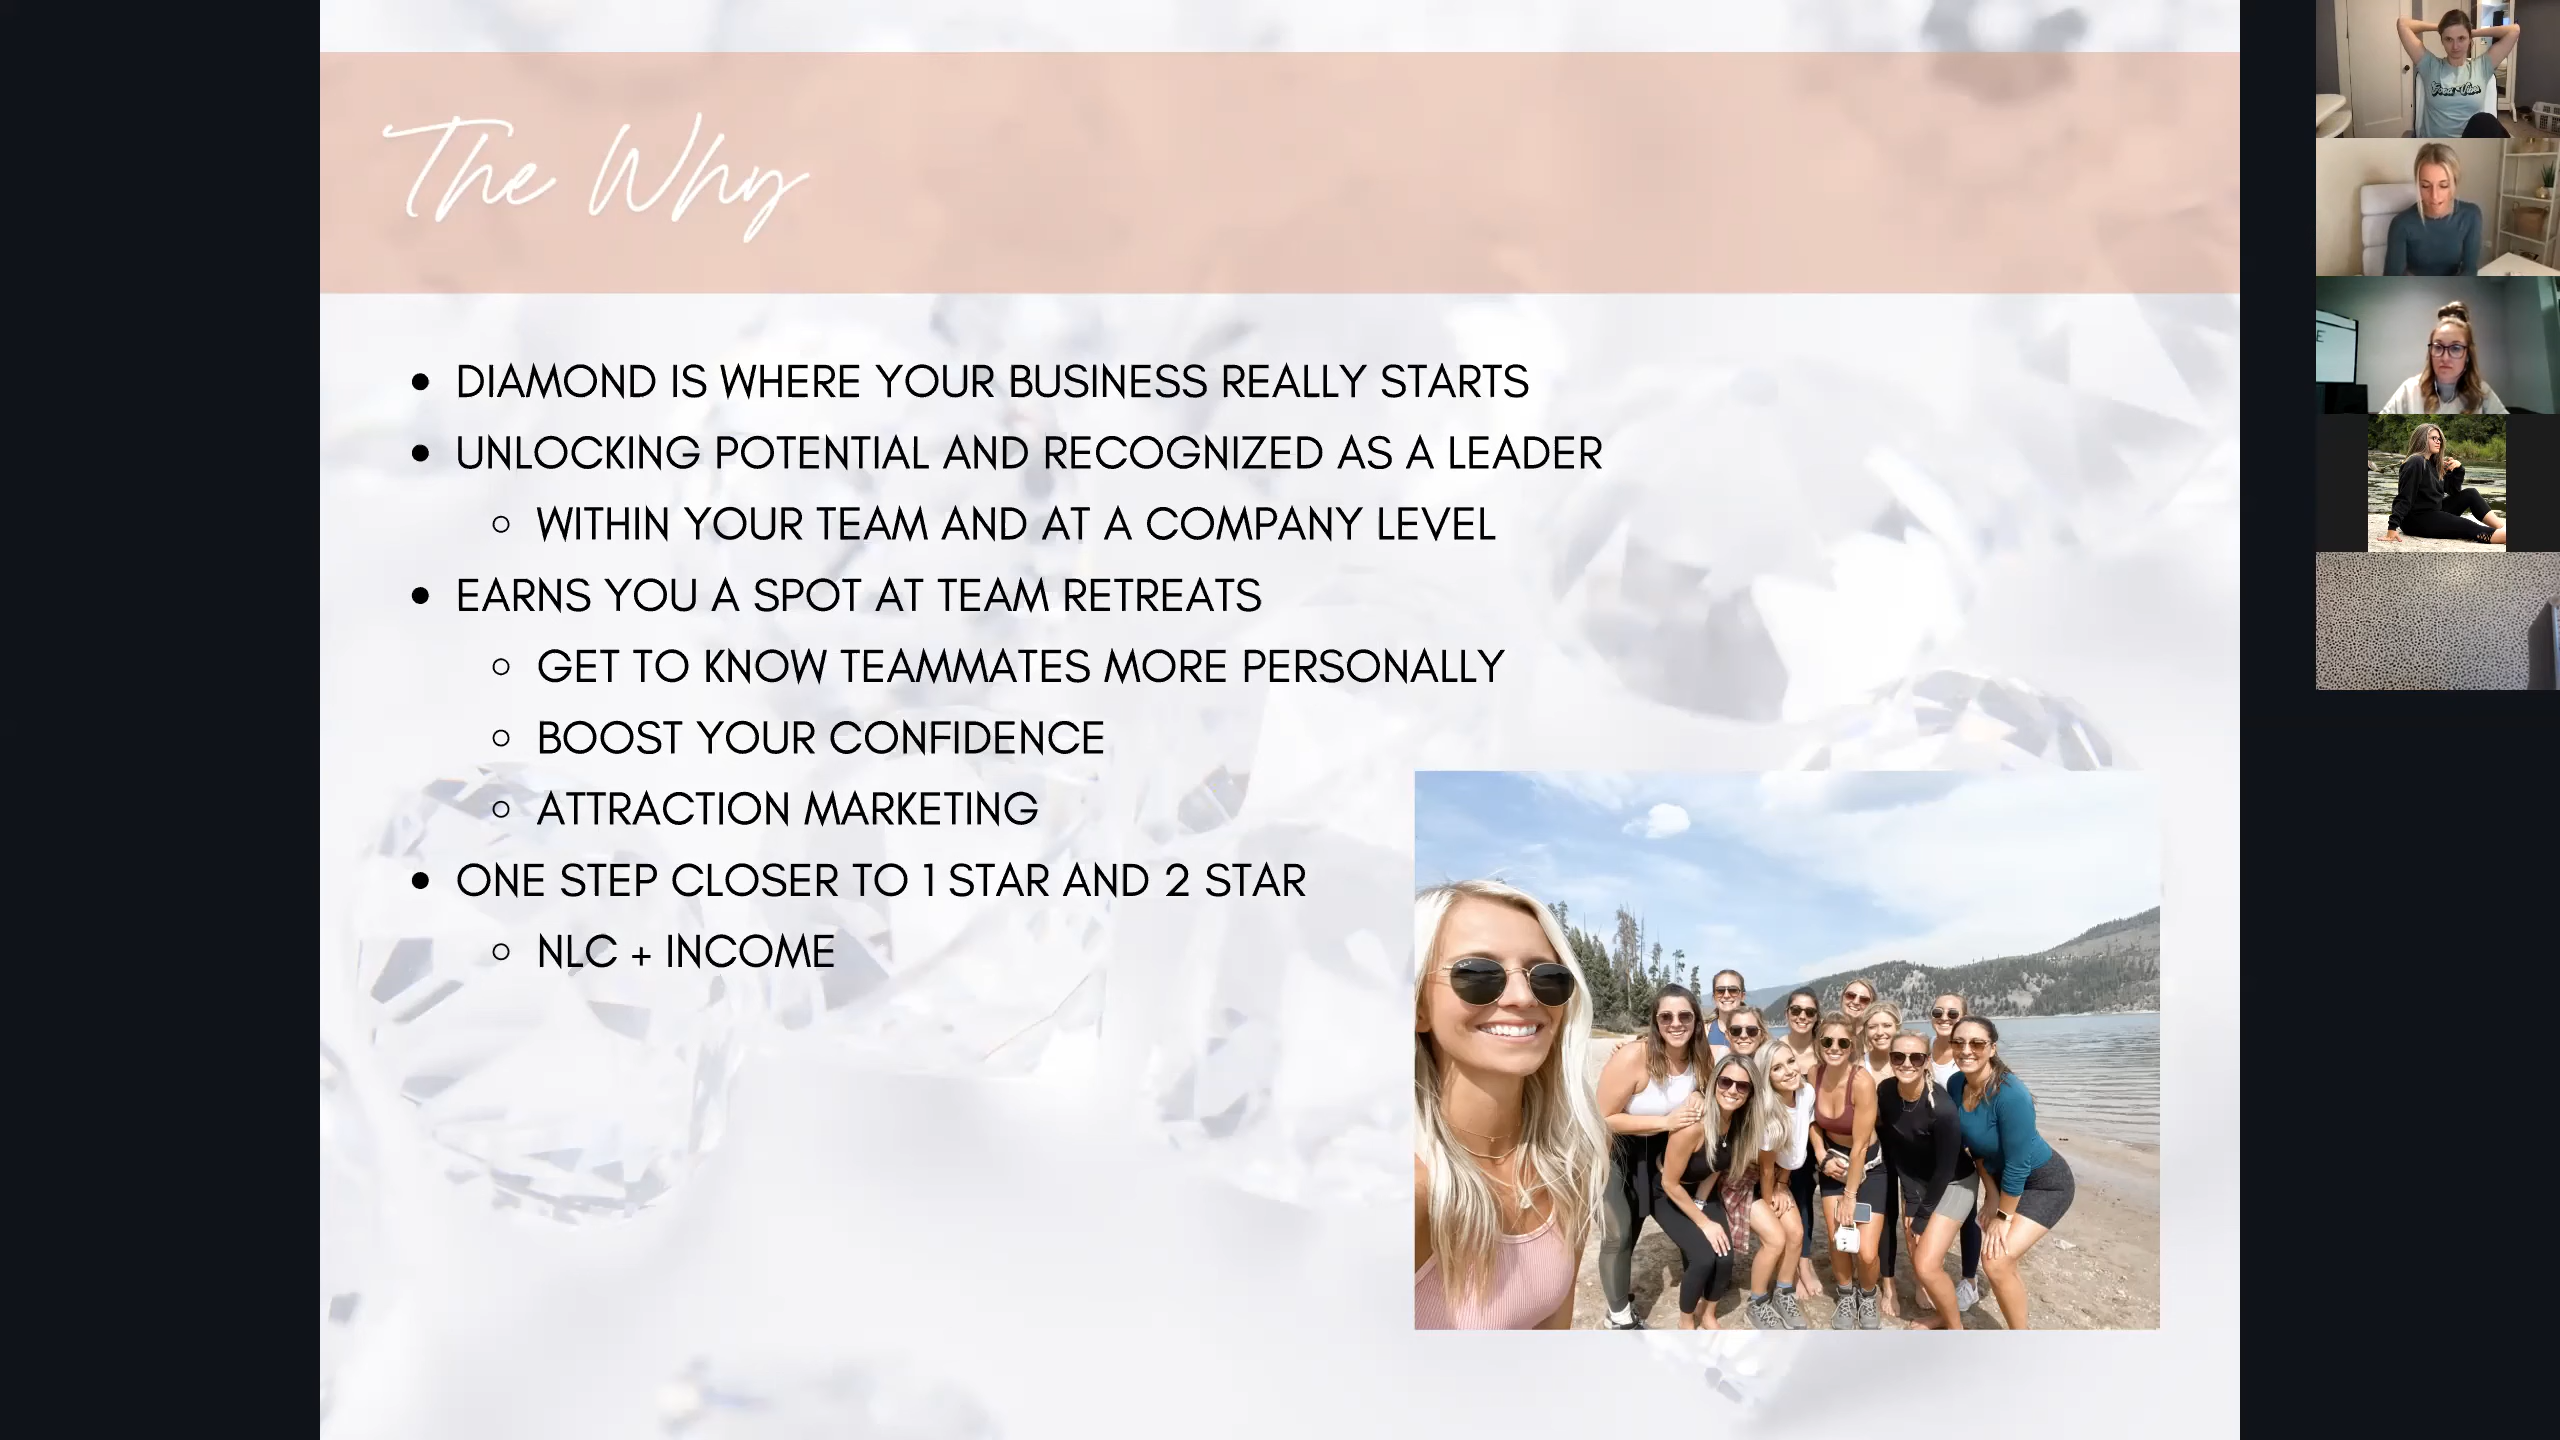 The Why
DIAMOND IS WHERE YOUR BUSINESS REALLY STARTS
UNLOCKING POTENTIAL AND RECOGNIZED AS A LEADER
WITHIN YOUR TEAM AND AT A COMPANY LEVEL
EARNS YOU A SPOT AT TEAM RETREATS
GET TO KNOW TEAMMATES MORE PERSONALLY
BOOST YOUR CONFIDENCE
ATTRACTION MARKETING
ONE STEP CLOSER TO 1 STAR AND 2 STAR
NLC + INCOME